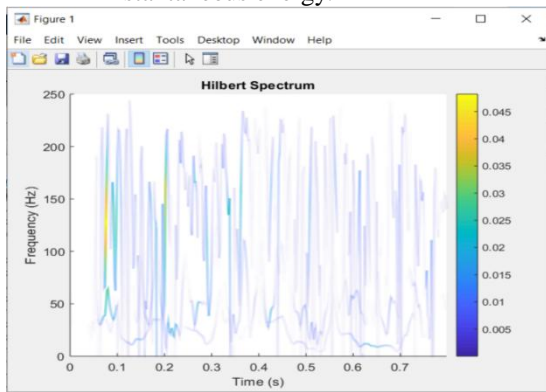 Figure 1
File Edit View Insert Tools Desktop Window Help
Hilbert Spectrum
250
200
150
100
50
0
Frequency (Hz)
0 0.1 0.2 0.3 0.4 0.5 0.6 0.7
Time (s)
0.045
0.04
0.035
0.03
0.025
0.02
0.015
0.01
0.005